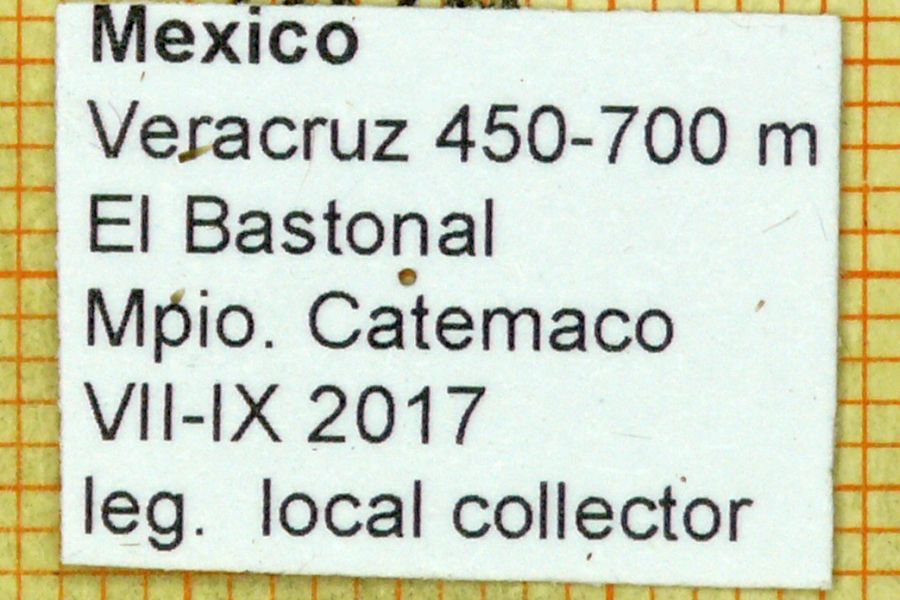 Mexico
Veracruz 450-700 m
El Bastonal
Mpio. Catemaco
VII-IX 2017
leg. local collector